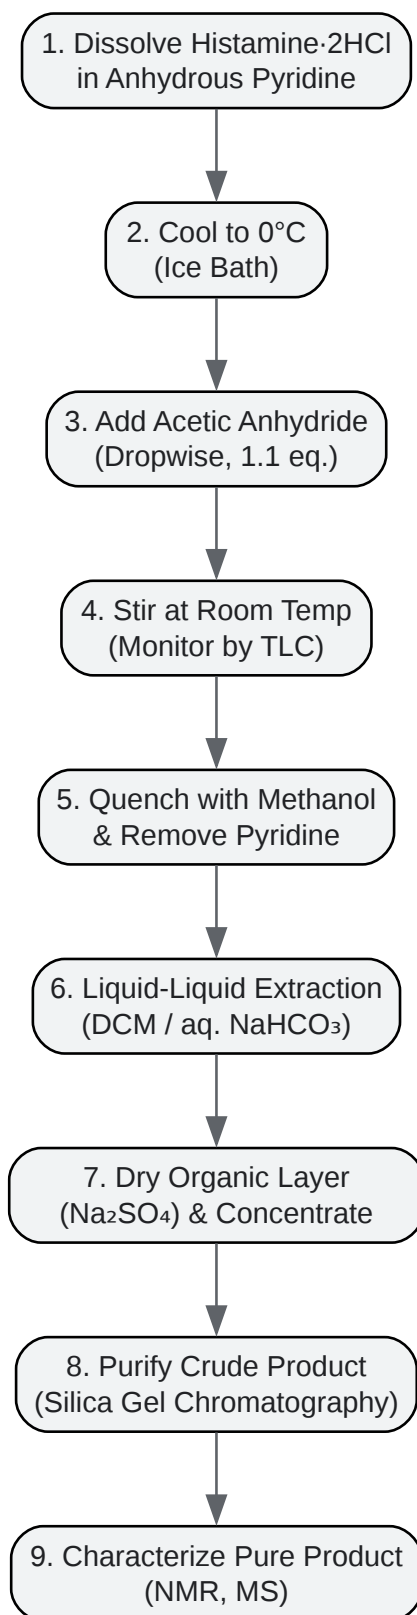 1. Dissolve Histamine·2HCl
in Anhydrous Pyridine
2. Cool to 0°C
(Ice Bath)
3. Add Acetic Anhydride
(Dropwise, 1.1 eq.)
4. Stir at Room Temp
(Monitor by TLC)
5. Quench with Methanol
& Remove Pyridine
6. Liquid-Liquid Extraction
(DCM / aq. NaHCO₃)
7. Dry Organic Layer
(Na₂SO₄) & Concentrate
8. Purify Crude Product
(Silica Gel Chromatography)
9. Characterize Pure Product
(NMR, MS)